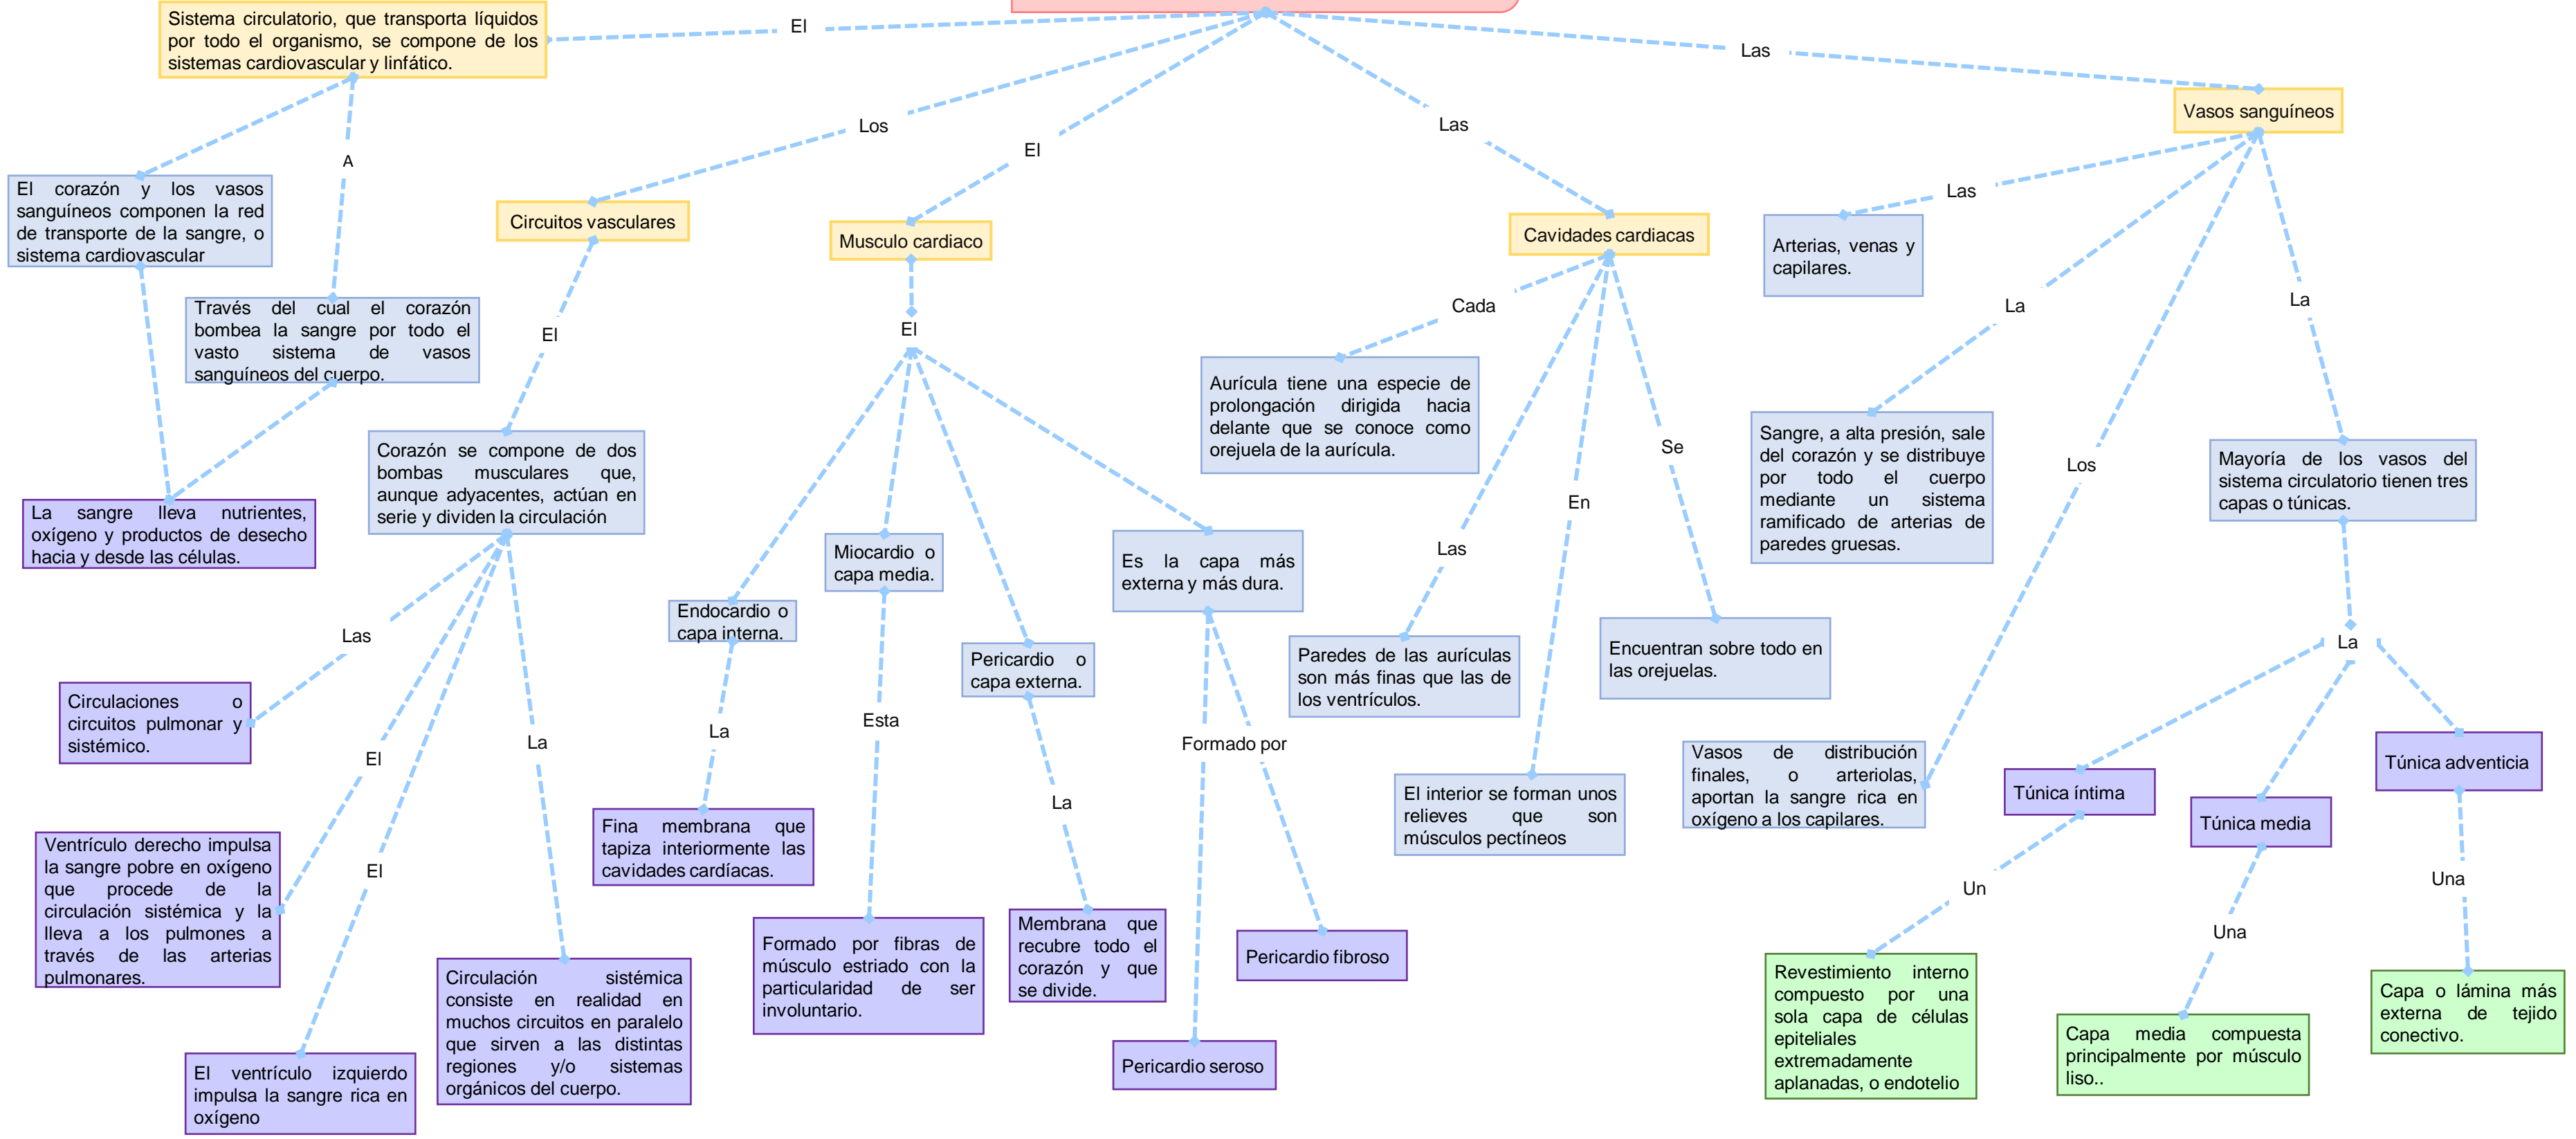 Sistema circulatorio, que transporta líquidos
por todo el organismo, se compone de los
sistemas cardiovascular y linfático.
El
Las
Los
El
Las
Vasos sanguíneos
A
El corazón y los vasos
sanguíneos componen la red
de transporte de la sangre, o
sistema cardiovascular
Circuitos vasculares
Musculo cardiaco
Cavidades cardiacas
Las
Arterias, venas y
capilares.
Través del cual el corazón
bombea la sangre por todo el
vasto sistema de vasos
sanguíneos del cuerpo.
El
El
Cada
La
La
Aurícula tiene una especie de
prolongación dirigida hacia
delante que se conoce como
orejuela de la aurícula.
Corazón se compone de dos
bombas musculares que,
aunque adyacentes, actúan en
serie y dividen la circulación
Se
Sangre, a alta presión, sale
del corazón y se distribuye
por todo el cuerpo
mediante un sistema
ramificado de arterias de
paredes gruesas.
Los
Mayoría de los vasos del
sistema circulatorio tienen tres
capas o túnicas.
La sangre lleva nutrientes,
oxígeno y productos de desecho
hacia y desde las células.
En
Las
Miocardio o
capa media.
Es la capa más
externa y más dura.
Endocardio o
capa interna.
Las
Pericardio o
capa externa.
Paredes de las aurículas
son más finas que las de
los ventrículos.
Encuentran sobre todo en
las orejuelas.
La
Circulaciones o
circuitos pulmonar y
sistémico.
La
La
Esta
Formado por
El
Vasos de distribución
finales, o arteriolas,
aportan la sangre rica en
oxígeno a los capilares.
Túnica íntima
Túnica media
Túnica adventicia
El interior se forman unos
relieves que son
músculos pectíneos
La
Fina membrana que
tapiza interiormente las
cavidades cardíacas.
Ventrículo derecho impulsa
la sangre pobre en oxígeno
que procede de la
circulación sistémica y la
lleva a los pulmones a
través de las arterias
pulmonares.
El
Un
Una
Una
Formado por fibras de
músculo estriado con la
particularidad de ser
involuntario.
Membrana que
recubre todo el
corazón y que
se divide.
Pericardio fibroso
Circulación sistémica
consiste en realidad en
muchos circuitos en paralelo
que sirven a las distintas
regiones y/o sistemas
orgánicos del cuerpo.
Revestimiento interno
compuesto por una
sola capa de células
epiteliales
extremadamente
aplanadas, o endotelio
Capa media compuesta
principalmente por músculo
liso..
Capa o lámina más
externa de tejido
conectivo.
El ventrículo izquierdo
impulsa la sangre rica en
oxígeno
Pericardio seroso